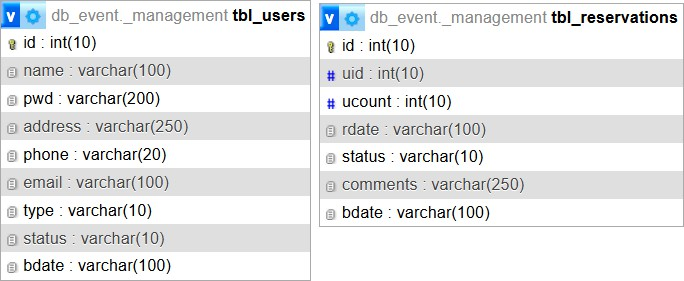 v db_event._management tbl_users
id : int(10)
name : varchar(100)
pwd : varchar(200)
address : varchar(250)
phone : varchar(20)
email : varchar(100)
type : varchar(10)
status : varchar(10)
bdate : varchar(100)
v db_event._management tbl_reservations
id : int(10)
# uid : int(10)
# ucount : int(10)
rdate : varchar(100)
status : varchar(10)
comments : varchar(250)
bdate : varchar(100)